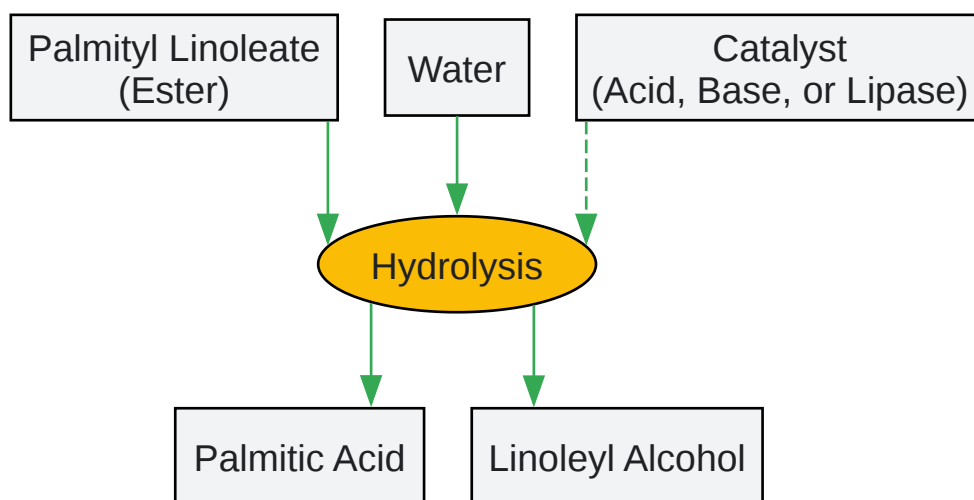 Palmityl Linoleate
(Ester)
Water
Catalyst
(Acid, Base, or Lipase)
Hydrolysis
Palmitic Acid
Linoleyl Alcohol